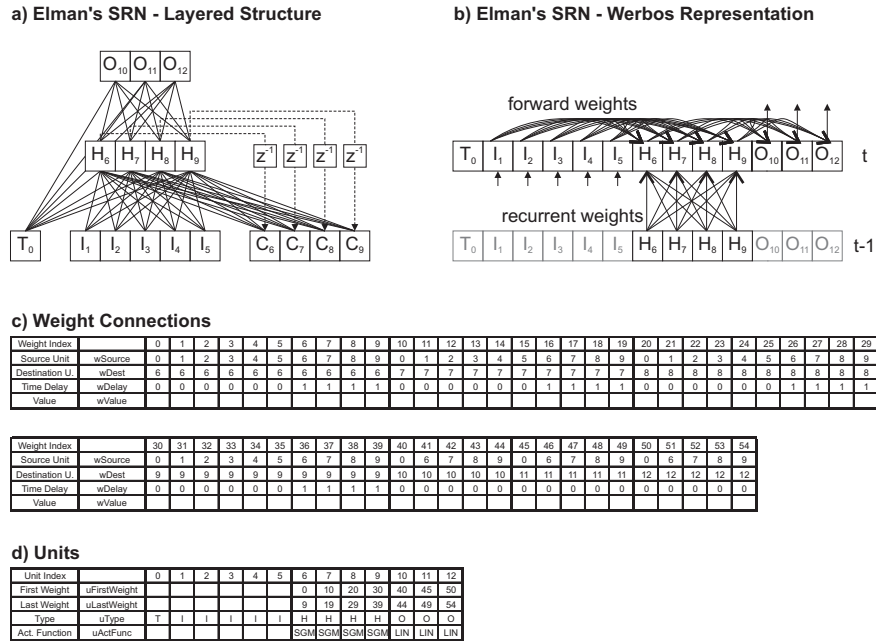 a) Elman's SRN - Layered Structure
O10 O11 O12
H6 H7 H8 H9 z-1 z-1 z-1 z-1
T0 I1 I2 I3 I4 I5 C6 C7 C8 C9
b) Elman's SRN - Werbos Representation
forward weights
T0 I1 I2 I3 I4 I5 H6 H7 H8 H9 O10 O11 O12 t
recurrent weights
T0 I1 I2 I3 I4 I5 H6 H7 H8 H9 O10 O11 O12 t-1
c) Weight Connections
Weight Index 0 1 2 3 4 5 6 7 8 9 10 11 12 13 14 15 16 17 18 19 20 21 22 23 24 25 26 27 28 29
Source Unit wSource 0 1 2 3 4 5 6 7 8 9 0 1 2 3 4 5 6 7 8 9 0 1 2 3 4 5 6 7 8 9
Destination U. wDest 6 6 6 6 6 6 6 6 6 6 7 7 7 7 7 7 7 7 7 7 8 8 8 8 8 8 8 8 8 8
Time Delay wDelay 0 0 0 0 0 0 1 1 1 1 0 0 0 0 0 0 1 1 1 1 0 0 0 0 0 0 1 1 1 1
Value wValue
Weight Index 30 31 32 33 34 35 36 37 38 39 40 41 42 43 44 45 46 47 48 49 50 51 52 53 54
Source Unit wSource 0 1 2 3 4 5 6 7 8 9 0 6 7 8 9 0 6 7 8 9 0 6 7 8 9
Destination U. wDest 9 9 9 9 9 9 9 9 9 9 10 10 10 10 10 11 11 11 11 11 12 12 12 12 12
Time Delay wDelay 0 0 0 0 0 0 1 1 1 1 0 0 0 0 0 0 0 0 0 0 0 0 0 0 0
Value wValue
d) Units
Unit Index 0 1 2 3 4 5 6 7 8 9 10 11 12
First Weight uFirstWeight 0 10 20 30 40 45 50
Last Weight uLastWeight 9 19 29 39 44 49 54
Type uType T I I I I I H H H H O O O
Act. Function uActFunc SGM SGM SGM SGM LIN LIN LIN